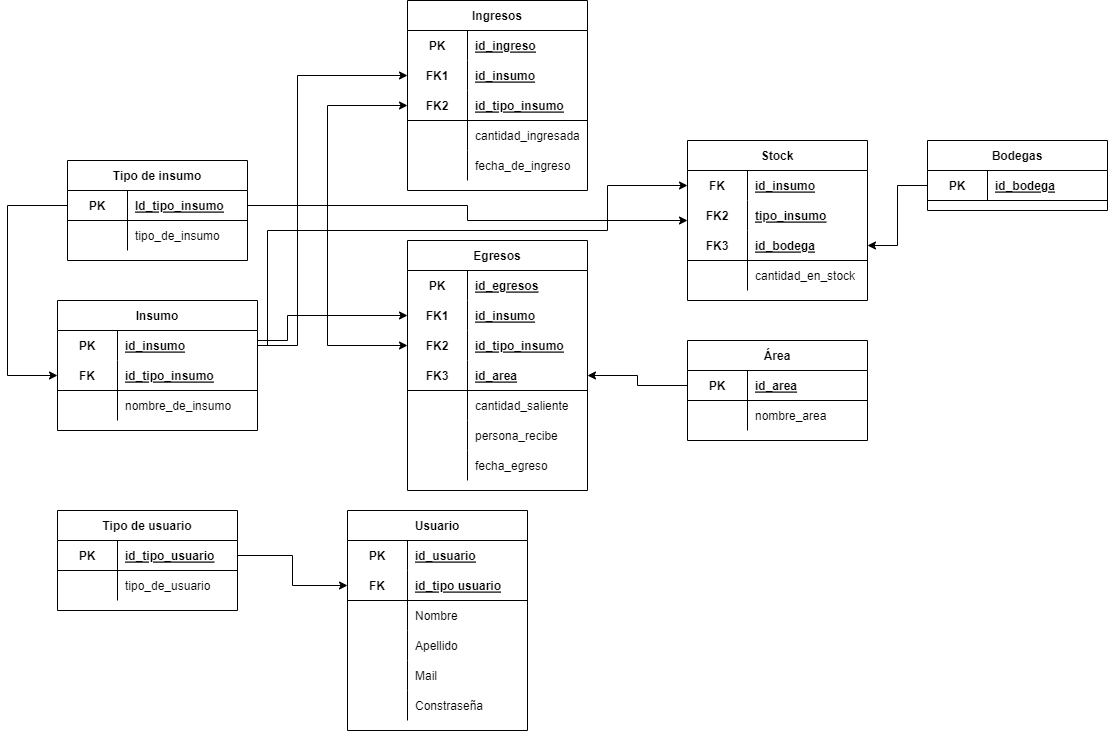 Ingresos
PK id_ingreso
FK1 id_insumo
FK2 id_tipo_insumo
cantidad_ingresada
fecha_de_ingreso
Tipo de insumo
PK Id_tipo_insumo
tipo_de_insumo
Stock
FK id_insumo
FK2 tipo_insumo
FK3 id_bodega
cantidad_en_stock
Bodegas
PK id_bodega
Egresos
PK id_egresos
FK1 id_insumo
FK2 id_tipo_insumo
FK3 id_area
cantidad_saliente
persona_recibe
fecha_egreso
Insumo
PK id_insumo
FK id_tipo_insumo
nombre_de_insumo
Área
PK id_area
nombre_area
Tipo de usuario
PK id_tipo_usuario
tipo_de_usuario
Usuario
PK id_usuario
FK id_tipo usuario
Nombre
Apellido
Mail
Constraseña